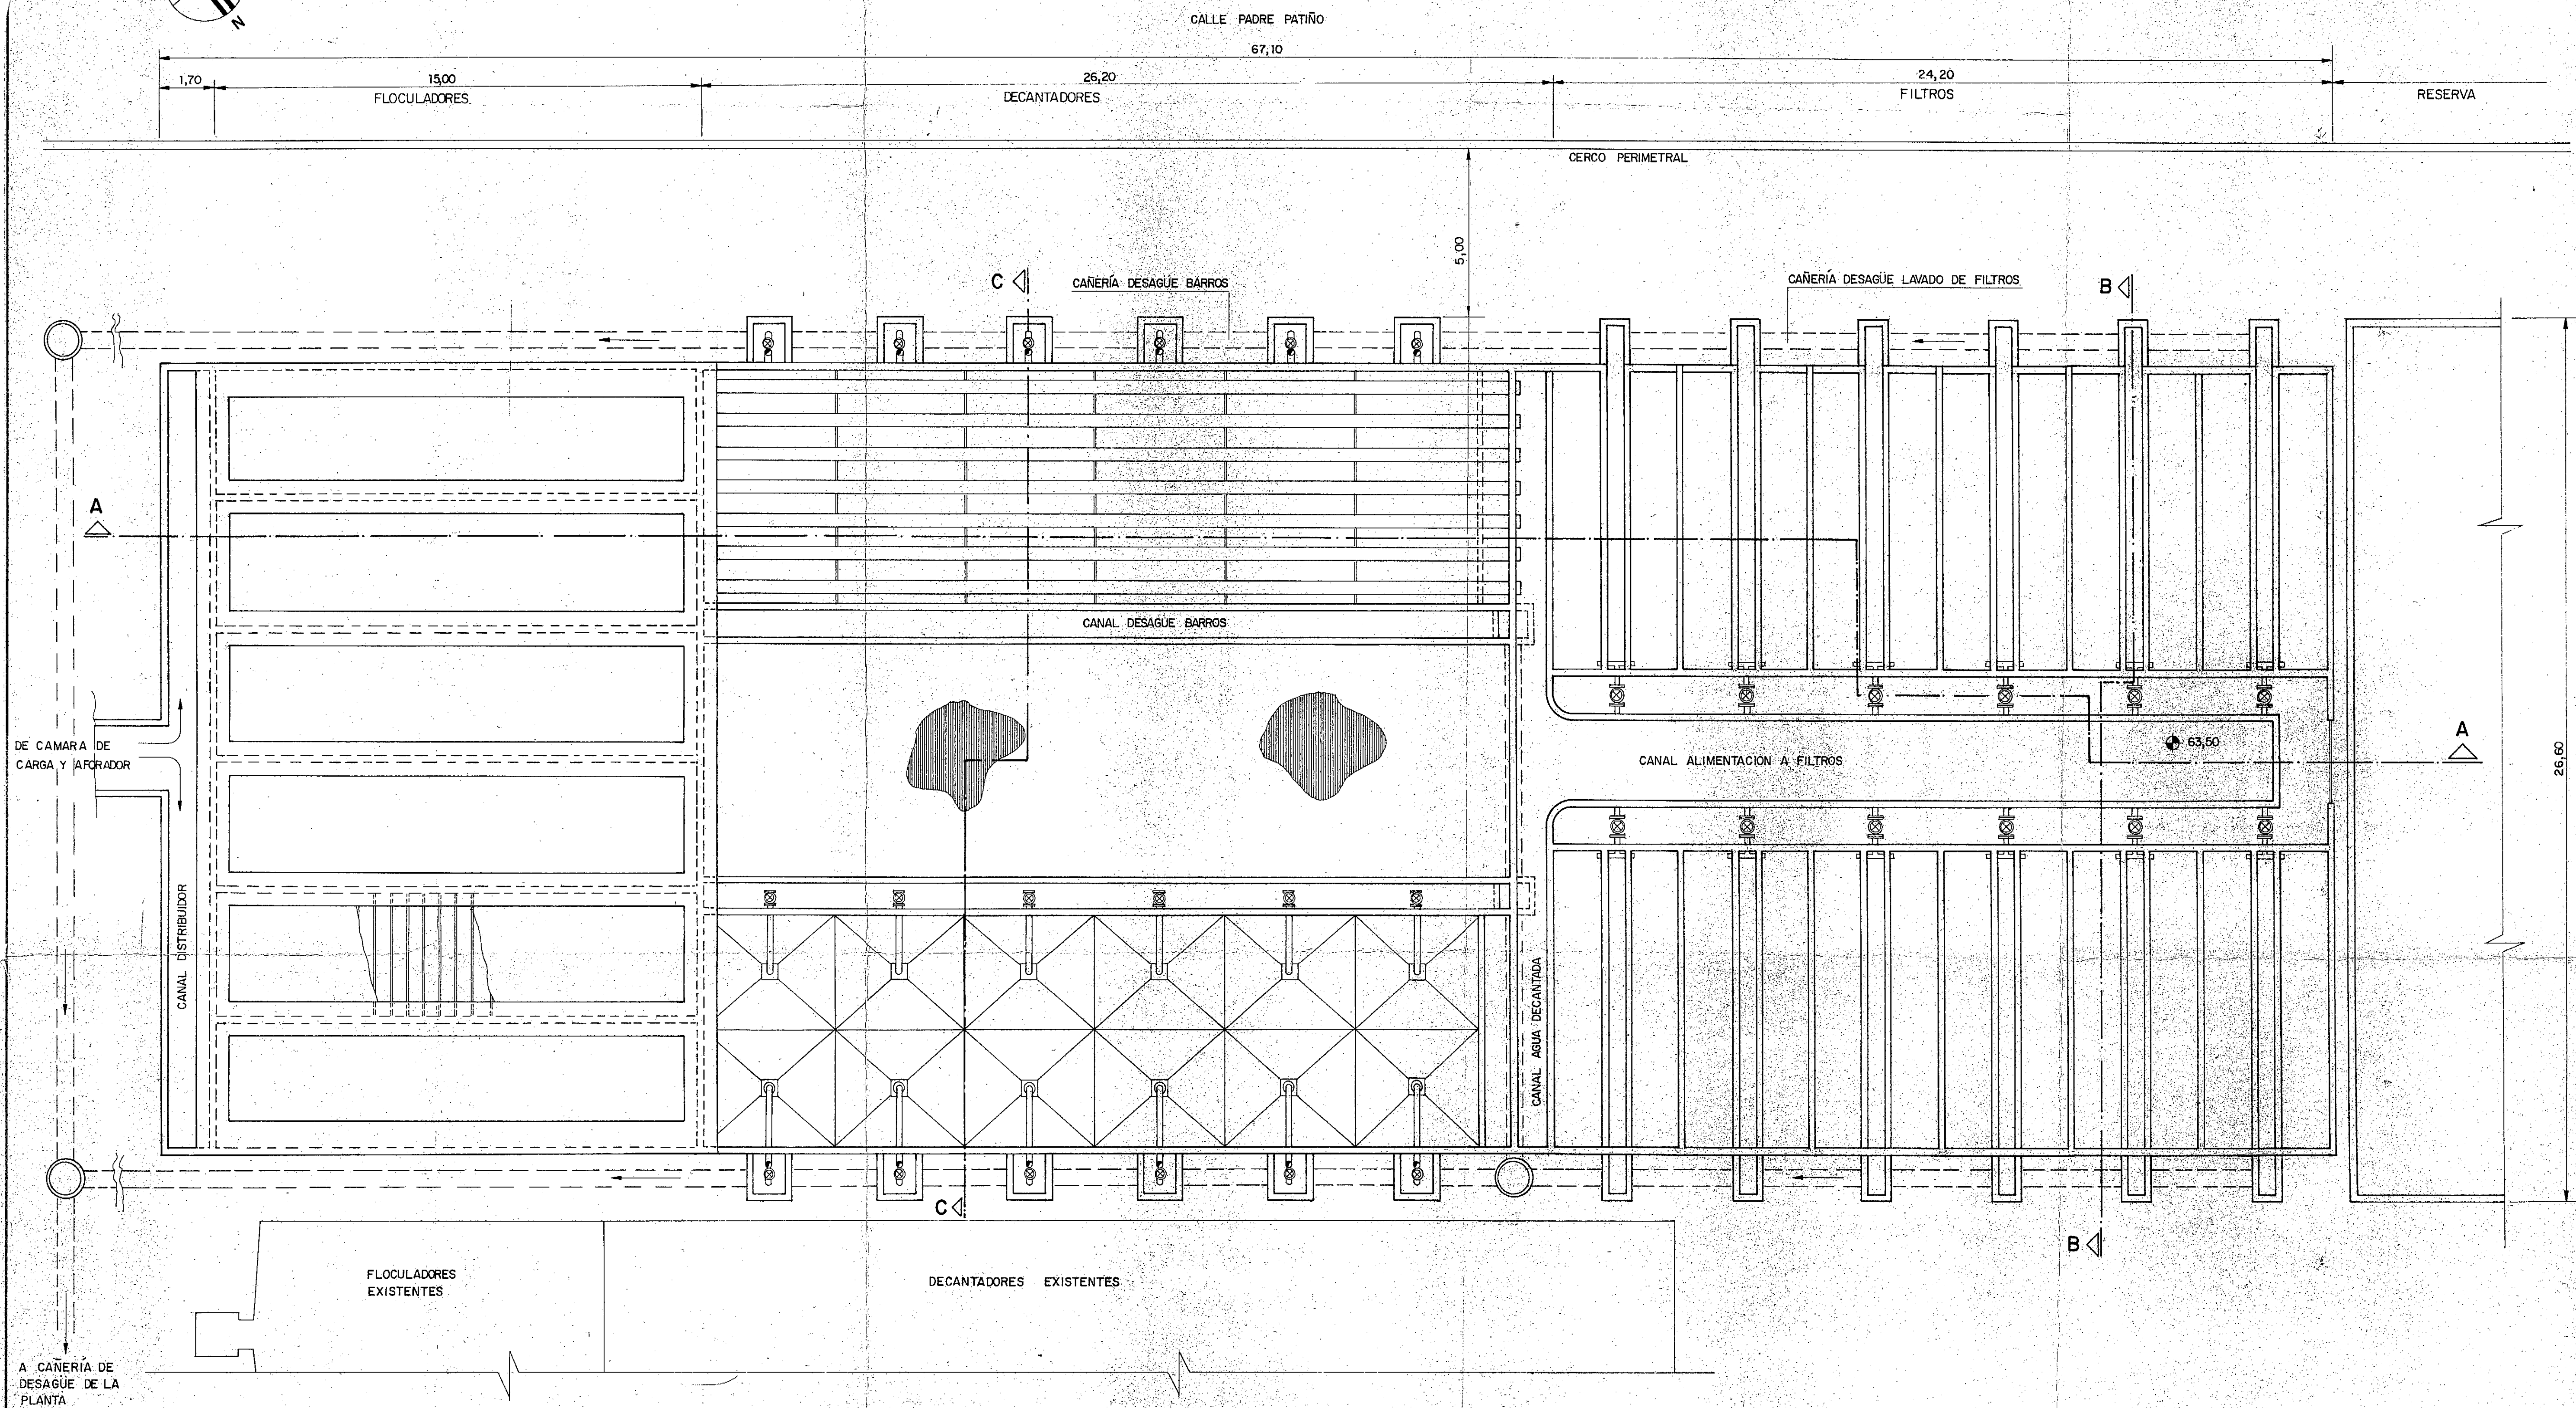 N
CALLE PADRE PATIÑO
67,10
1,70
15,00
26,20
24,20
FLOCULADORES
DECANTADORES
FILTROS
RESERVA
CERCO PERIMETRAL
5,00
C
CAÑERÍA DESAGÜE BARROS
CAÑERÍA DESAGÜE LAVADO DE FILTROS
B
A
CANAL DESAGÜE BARROS
DE CAMARA DE
CARGA Y AFORADOR
63,50
CANAL ALIMENTACIÓN A FILTROS
A
26,60
CANAL DISTRIBUIDOR
CANAL AGUA DECANTADA
C
B
FLOCULADORES
EXISTENTES
DECANTADORES EXISTENTES
A CAÑERÍA DE
DESAGÜE DE LA
PLANTA